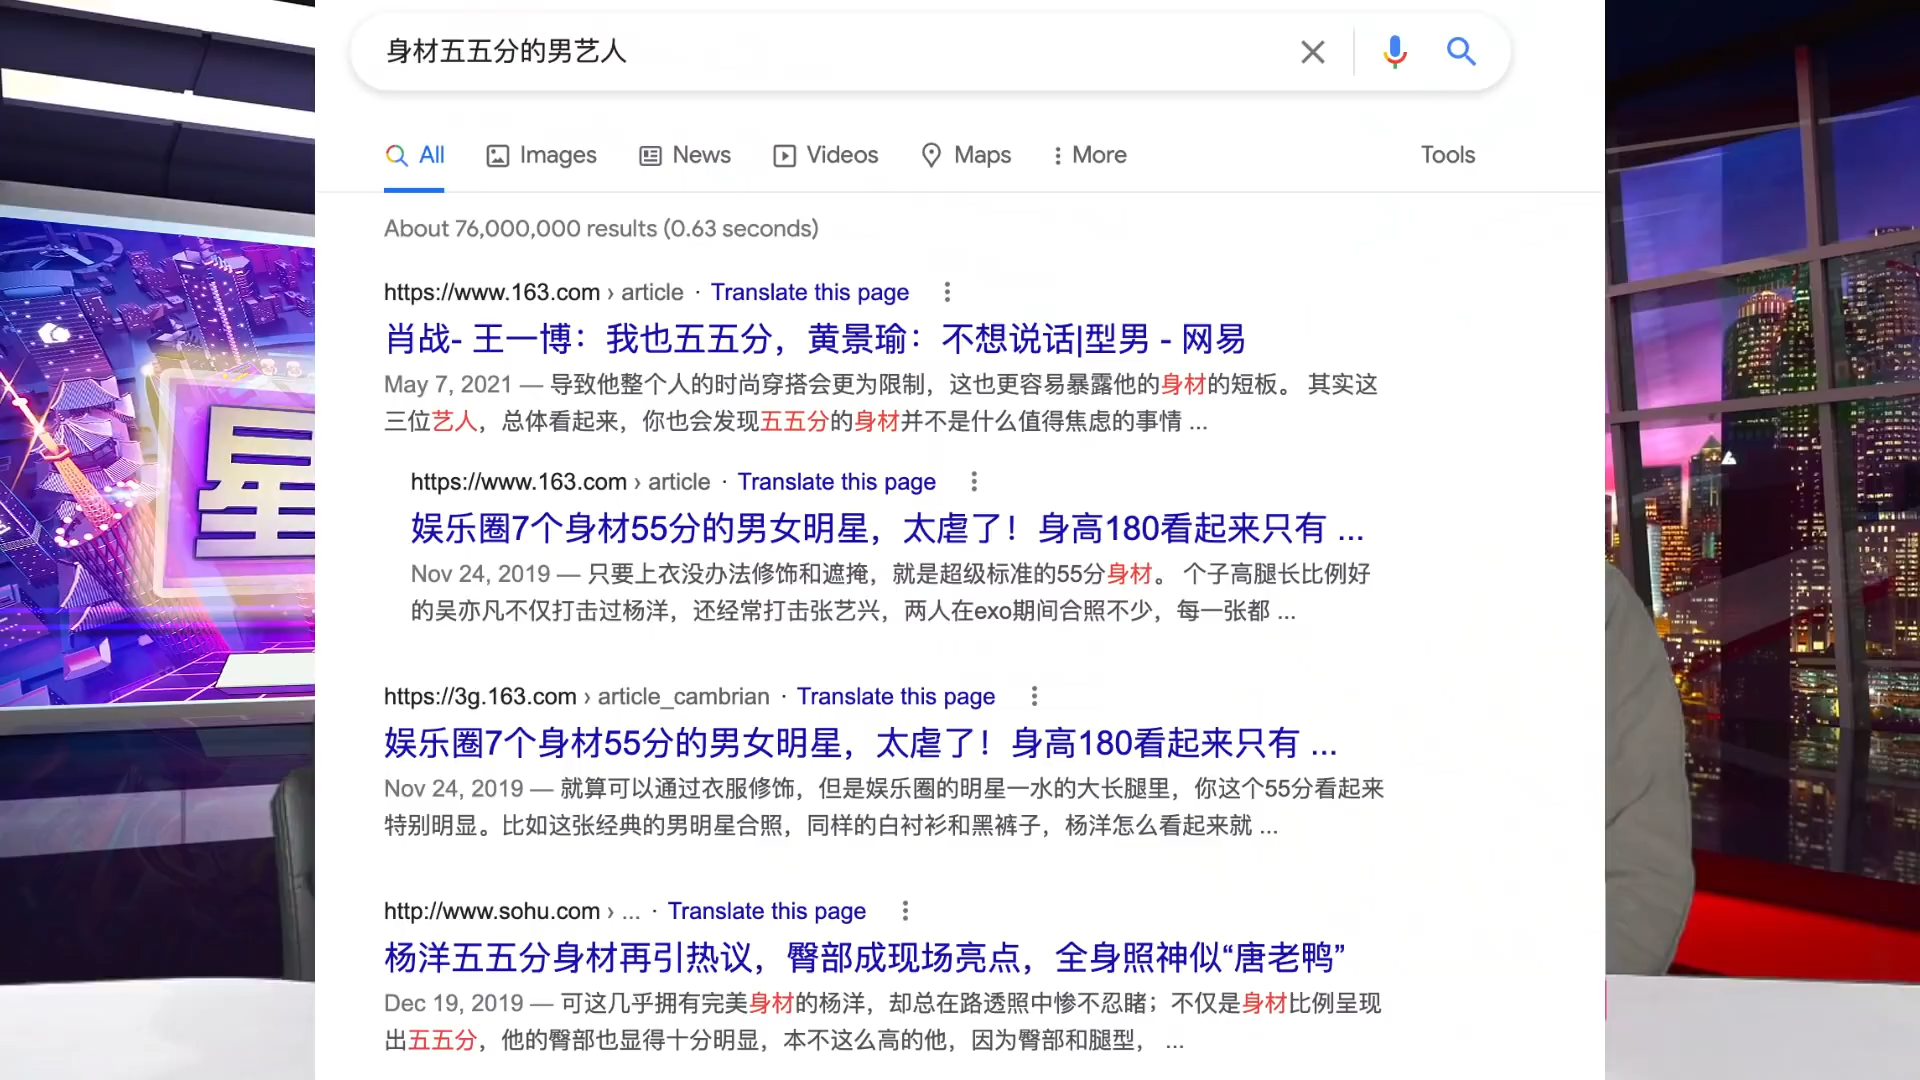 身材五五分的男艺人
All Images News Videos Maps More Tools
About 76,000,000 results (0.63 seconds)
https://www.163.com › article · Translate this page
肖战- 王一博：我也五五分，黄景瑜：不想说话|型男 - 网易
May 7, 2021 — 导致他整个人的时尚穿搭会更为限制，这也更容易暴露他的身材的短板。 其实这
三位艺人，总体看起来，你也会发现五五分的身材并不是什么值得焦虑的事情 ...
https://www.163.com › article · Translate this page
娱乐圈7个身材55分的男女明星，太虐了！身高180看起来只有 ...
Nov 24, 2019 — 只要上衣没办法修饰和遮掩，就是超级标准的55分身材。 个子高腿长比例好
的吴亦凡不仅打击过杨洋，还经常打击张艺兴，两人在exo期间合照不少，每一张都 ...
https://3g.163.com › article_cambrian · Translate this page
娱乐圈7个身材55分的男女明星，太虐了！身高180看起来只有 ...
Nov 24, 2019 — 就算可以通过衣服修饰，但是娱乐圈的明星一水的大长腿里，你这个55分看起来
特别明显。比如这张经典的男明星合照，同样的白衬衫和黑裤子，杨洋怎么看起来就 ...
http://www.sohu.com › ... · Translate this page
杨洋五五分身材再引热议，臀部成现场亮点，全身照神似“唐老鸭”
Dec 19, 2019 — 可这几乎拥有完美身材的杨洋，却总在路透照中惨不忍睹；不仅是身材比例呈现
出五五分，他的臀部也显得十分明显，本不这么高的他，因为臀部和腿型， ...
星